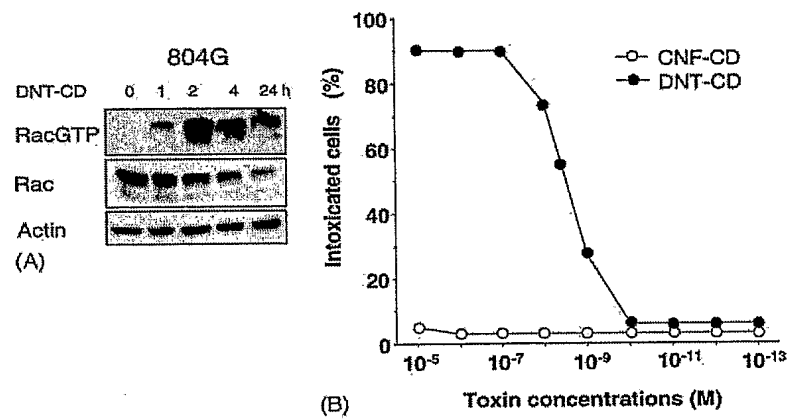 804G
DNT-CD 0 1 2 4 24 h
RacGTP
Rac
Actin
(A)
100
80
60
40
20
0
Intoxicated cells (%)
CNF-CD
DNT-CD
10-5 10-7 10-9 10-11 10-13
Toxin concentrations (M)
(B)